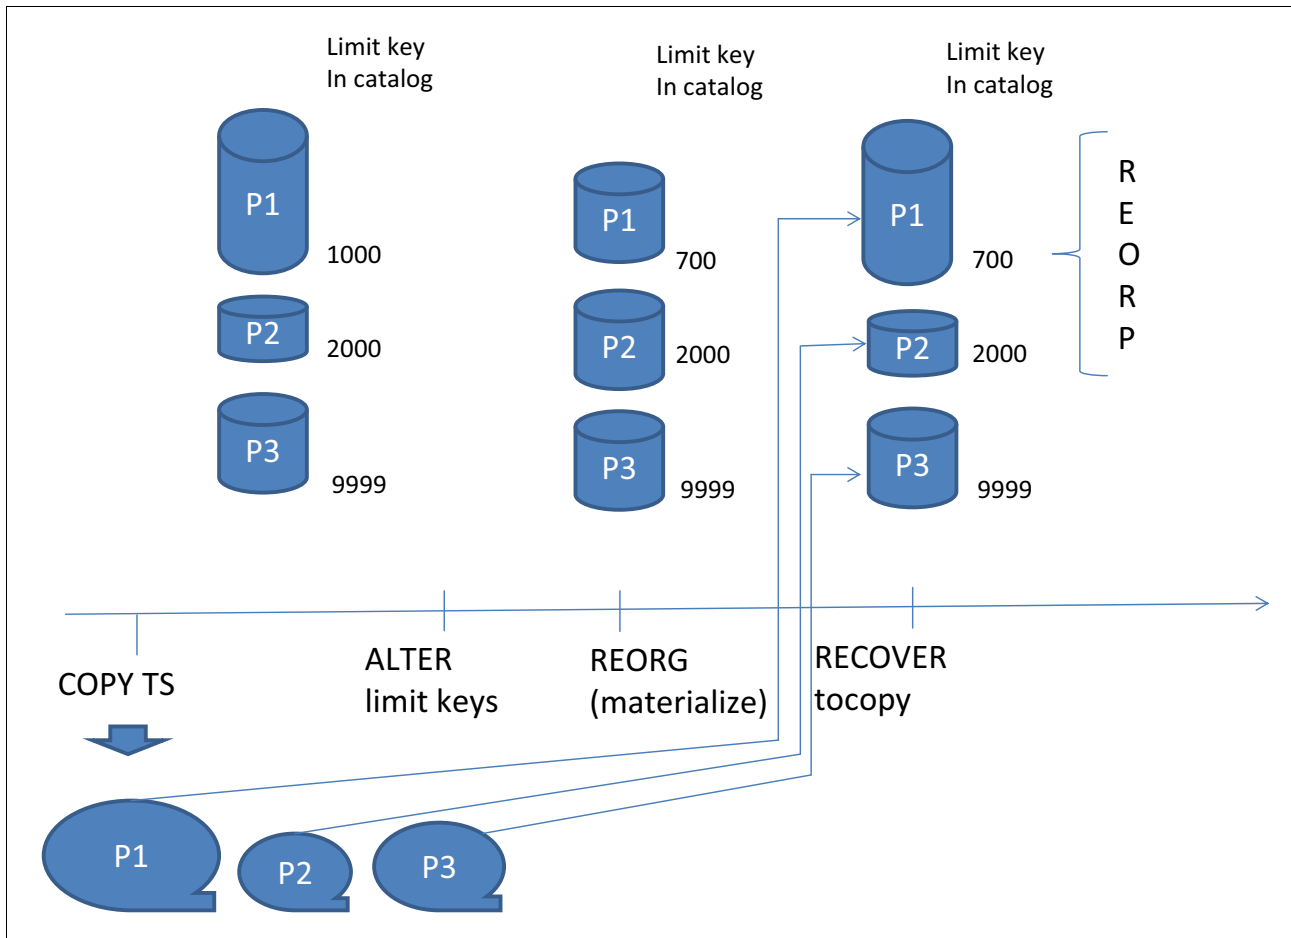 Limit key
In catalog
P1
1000
P2
2000
P3
9999
Limit key
In catalog
P1
700
P2
2000
P3
9999
Limit key
In catalog
P1
700
P2
2000
P3
9999
R
E
O
R
P
COPY TS
ALTER
limit keys
REORG
(materialize)
RECOVER
tocopy
P1
P2
P3